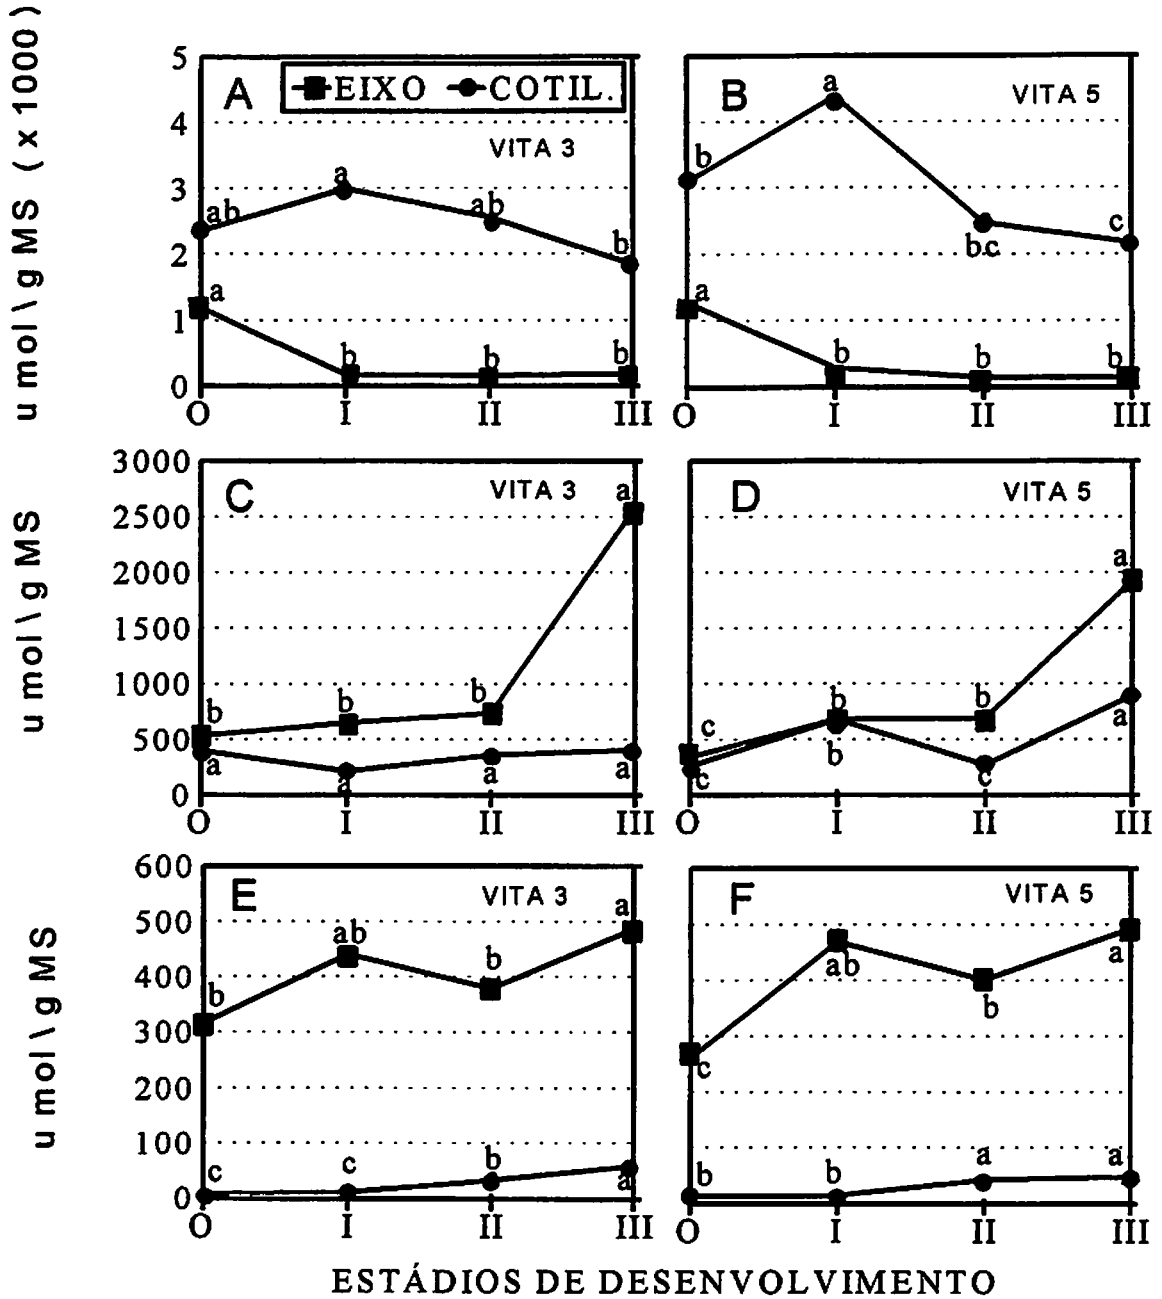 u mol \ g MS ( x 1000)
5
4
3
2
1
0
A
EIXO COTIL.
VITA 3
ab
a
ab
b
a
b
b
b
O I II III
B
VITA 5
b
a
bc
c
a
b
b
b
O I II III
u mol \ g MS
3000
2500
2000
1500
1000
500
0
C
VITA 3
a
b
b
b
a
a
a
a
O I II III
D
VITA 5
a
c
b
b
c
b
c
a
O I II III
u mol \ g MS
600
500
400
300
200
100
0
E
VITA 3
b
ab
b
a
c
c
b
a
O I II III
F
VITA 5
c
ab
b
a
b
b
a
a
O I II III
ESTÁDIOS DE DESENVOLVIMENTO